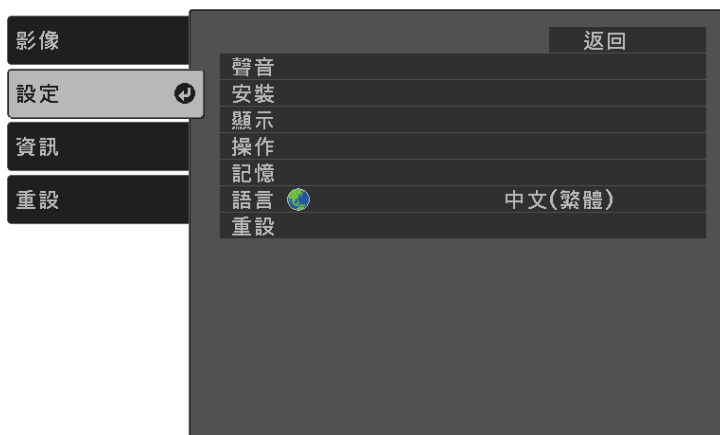 影像
設定
資訊
重設
返回
聲音
安裝
顯示
操作
記憶
語言 中文(繁體)
重設